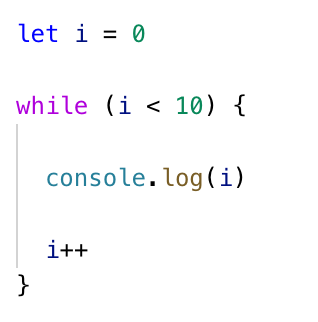 let i = 0
while (i < 10) {
  console.log(i)
  i++
}